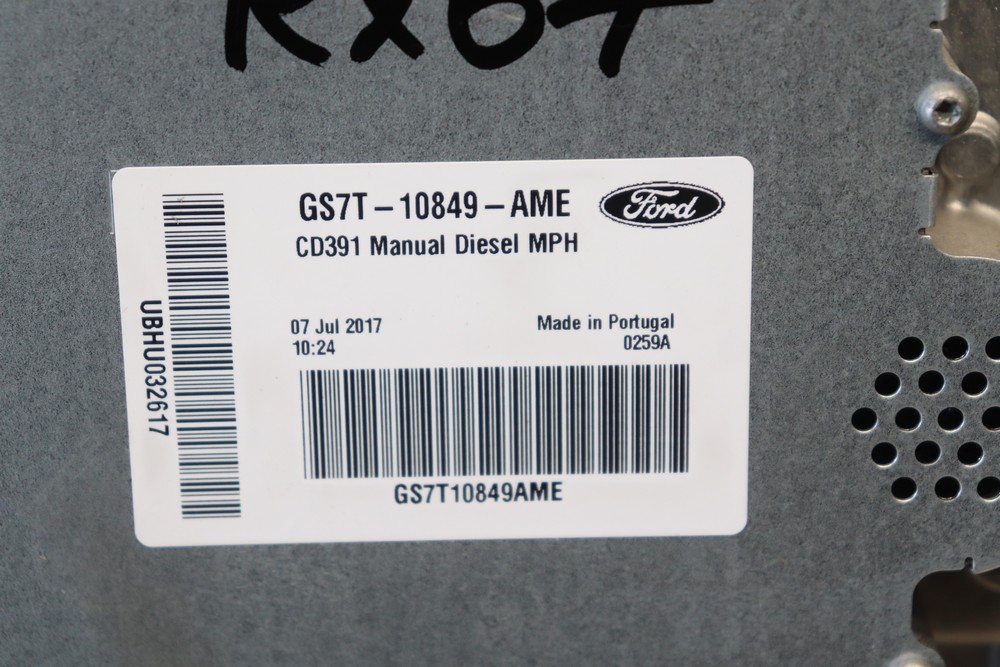 RX67
GS7T-10849-AME
Ford
CD391 Manual Diesel MPH
07 Jul 2017
Made in Portugal
10:24
0259A
UBHU032617
GS7T10849AME